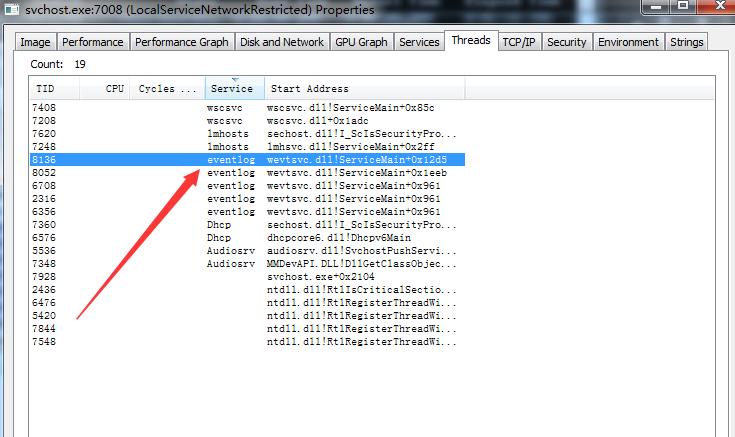 svchost.exe:7008 (LocalServiceNetworkRestricted) Properties
Image Performance Performance Graph Disk and Network GPU Graph Services Threads TCP/IP Security Environment Strings
Count: 19
TID CPU Cycles ... Service Start Address
7408 wscsvc wscsvc.dll!ServiceMain+0x85c
7208 wscsvc wscsvc.dll+0x1adc
7620 lmhosts sechost.dll!I_ScIsSecurityPro...
7248 lmhosts lmhsvc.dll!ServiceMain+0x2ff
8136 eventlog wevtsvc.dll!ServiceMain+0x12d5
8052 eventlog wevtsvc.dll!ServiceMain+0x1eeb
6708 eventlog wevtsvc.dll!ServiceMain+0x961
2316 eventlog wevtsvc.dll!ServiceMain+0x961
6356 eventlog wevtsvc.dll!ServiceMain+0x961
7360 Dhcp sechost.dll!I_ScIsSecurityPro...
6576 Dhcp dhcpcore6.dll!Dhcpv6Main
5536 Audiosrv audiosrv.dll!SvchostPushServi...
7348 Audiosrv MMDevAPI.DLL!DllGetClassObjec...
7928 svchost.exe+0x2104
2436 ntdll.dll!RtlIsCriticalSectio...
6476 ntdll.dll!RtlRegisterThreadWi...
5420 ntdll.dll!RtlRegisterThreadWi...
7844 ntdll.dll!RtlRegisterThreadWi...
7548 ntdll.dll!RtlRegisterThreadWi...